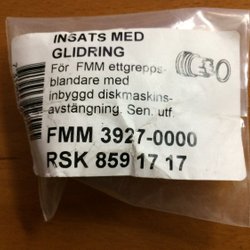 INSATS MED
GLIDRING
För FMM ettgrepps-
blandare med
inbyggd diskmaskins-
avstängning. Sen. utf.
FMM 3927-0000
RSK 859 17 17